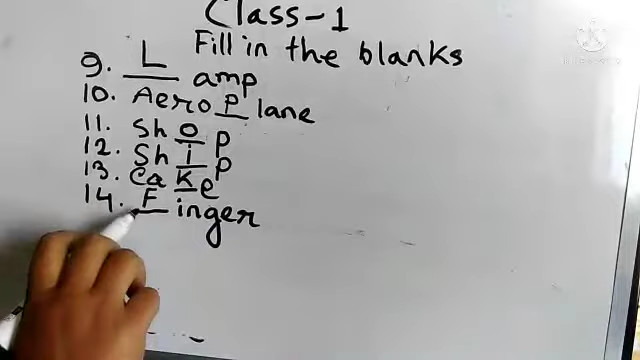 Class-1
Fill in the blanks
9. L amp
10. Aero P lane
11. Sh o p
12. Sh i p
13. Ca K e
14. F inger